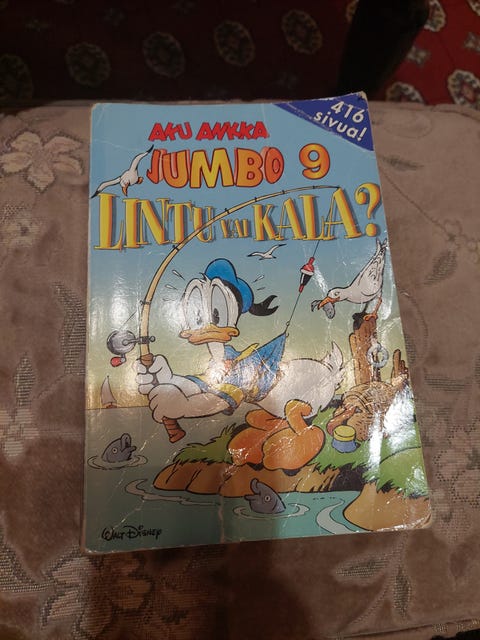 AKU ANKKA
416
sivua!
JUMBO 9
LINTU VAI KALA?
WALT DISNEY